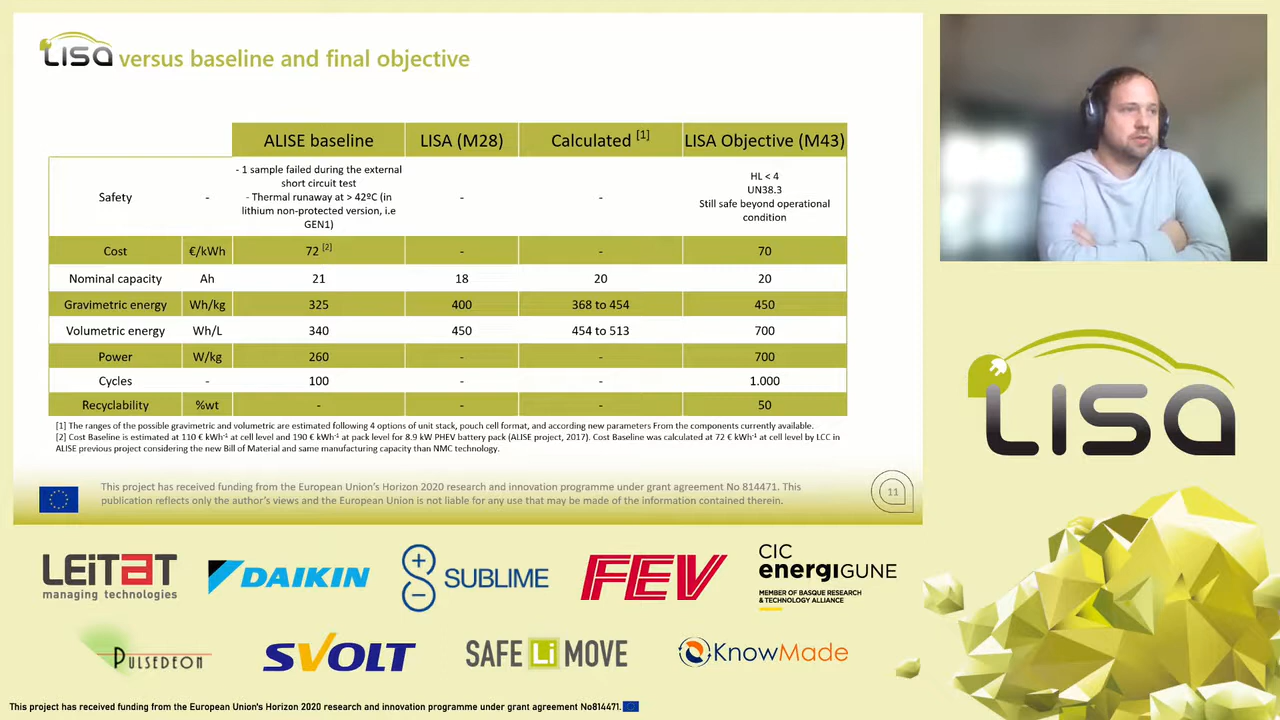 LISA versus baseline and final objective
ALISE baseline
LISA (M28)
Calculated [1]
LISA Objective (M43)
Safety
-
- 1 sample failed during the external
short circuit test
- Thermal runaway at > 42ºC (in
lithium non-protected version, i.e
GEN1)
-
-
HL < 4
UN38.3
Still safe beyond operational
condition
Cost €/kWh 72 [2] - - 70
Nominal capacity Ah 21 18 20 20
Gravimetric energy Wh/kg 325 400 368 to 454 450
Volumetric energy Wh/L 340 450 454 to 513 700
Power W/kg 260 - - 700
Cycles - 100 - - 1.000
Recyclability %wt - - - 50
[1] The ranges of the possible gravimetric and volumetric are estimated following 4 options of unit stack, pouch cell format, and according new parameters From the components currently available.
[2] Cost Baseline is estimated at 110 € kWh-1 at cell level and 190 € kWh-1 at pack level for 8.9 kW PHEV battery pack (ALISE project, 2017). Cost Baseline was calculated at 72 € kWh-1 at cell level by LCC in
ALISE previous project considering the new Bill of Material and same manufacturing capacity than NMC technology.
This project has received funding from the European Union's Horizon 2020 research and innovation programme under grant agreement No 814471. This
publication reflects only the author's views and the European Union is not liable for any use that may be made of the information contained therein.
11
LISA
LEITAT
managing technologies
DAIKIN
SUBLIME
FEV
CIC
energiGUNE
MEMBER OF BASQUE RESEARCH
& TECHNOLOGY ALLIANCE
PULSEDEON
SVOLT
SAFE Li MOVE
KnowMade
This project has received funding from the European Union's Horizon 2020 research and innovation programme under grant agreement No814471.